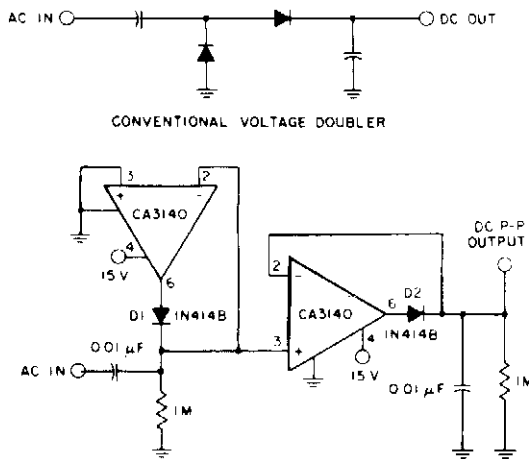 AC IN
DC OUT
CONVENTIONAL VOLTAGE DOUBLER
3
2
+
-
CA3140
4
15 V
6
D1
1N414B
0.01 µF
AC IN
1M
DC P-P
OUTPUT
2
-
CA3140
6
D2
1N414B
3
+
4
15 V
0.01 µF
1M